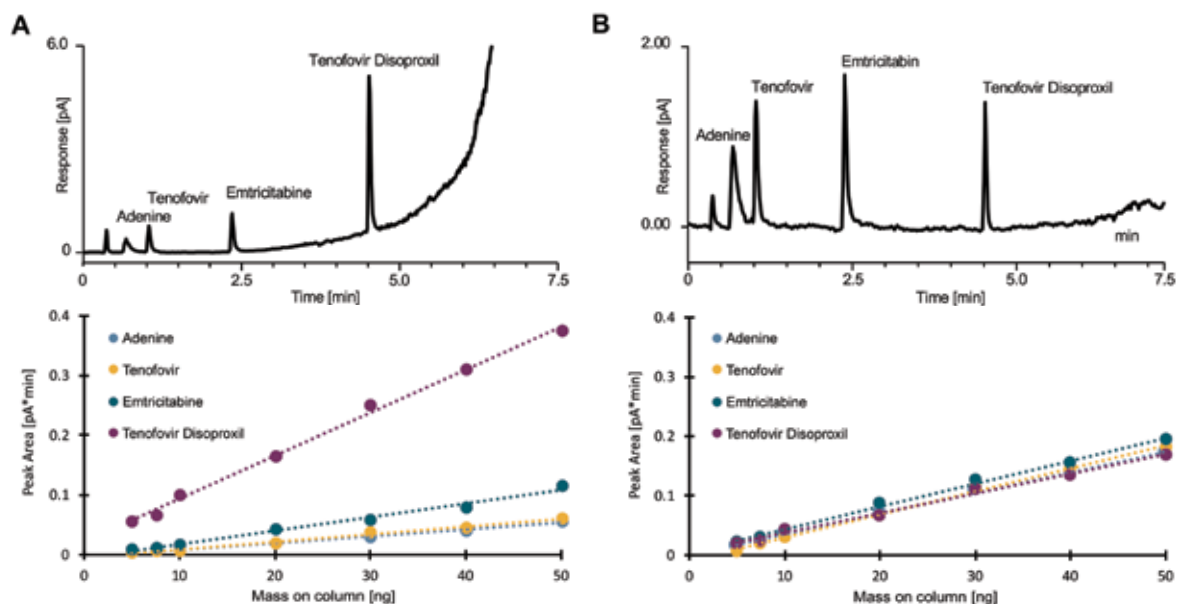 A
6.0
Response [pA]
0
Tenofovir Disoproxil
Tenofovir
Adenine
Emtricitabine
0
2.5
5.0
7.5
Time [min]
0.4
0.3
0.2
0.1
0
Peak Area [pA*min]
Adenine
Tenofovir
Emtricitabine
Tenofovir Disoproxil
0 10 20 30 40 50
Mass on column [ng]
B
2.00
Response [pA]
0.00
Emtricitabin
Tenofovir
Tenofovir Disoproxil
Adenine
min
0
2.5
5.0
7.5
Time [min]
0.4
0.3
0.2
0.1
0
Peak Area [pA*min]
Adenine
Tenofovir
Emtricitabine
Tenofovir Disoproxil
0 10 20 30 40 50
Mass on column [ng]